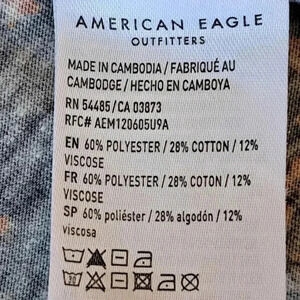 AMERICAN EAGLE
OUTFITTERS
MADE IN CAMBODIA / FABRIQUÉ AU
CAMBODGE / HECHO EN CAMBOYA
RN 54485/CA 03873
RFC# AEM120605U9A
EN 60% POLYESTER / 28% COTTON / 12%
VISCOSE
FR 60% POLYESTER / 28% COTON / 12%
VISCOSE
SP 60% poliéster / 28% algodón / 12%
viscosa